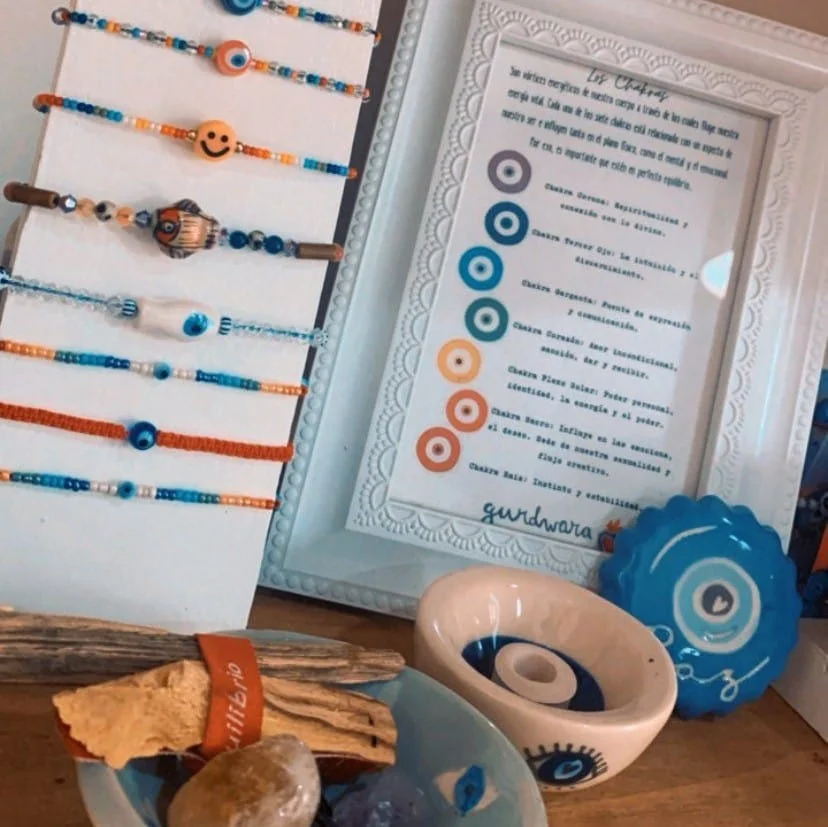 Los Chakras
Son vórtices energéticos de nuestro cuerpo a través de los cuales fluye nuestra
energía vital. Cada uno de los siete chakras está relacionado con un aspecto de
nuestro ser e influyen tanto en el plano físico, como el mental y el emocional.
Por eso, es importante que estén en perfecto equilibrio.
Chakra Corona: Espiritualidad y
conexión con lo divino.
Chakra Tercer Ojo: La intuición y el
discernimiento.
Chakra Garganta: Fuente de expresión
y comunicación.
Chakra Corazón: Amor incondicional,
sanción, dar y recibir.
Chakra Plexo Solar: Poder personal,
identidad, la energía y el poder.
Chakra Sacro: Influye en las emociona,
el deseo. Sede de nuestra sexualidad y
flujo creativo.
Chakra Raíz: Instinto y estabilidad.
gurdwara
Paz
uilibrio